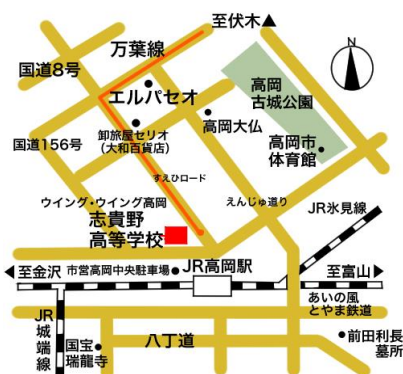 至伏木▲
万葉線
N
国道8号
エルパセオ
高岡
古城公園
高岡大仏
卸旅屋セリオ
(大和百貨店)
国道156号
高岡市
体育館
すえひロード
ウイング・ウイング高岡
えんじゅ通り
志貴野
高等学校
JR氷見線
◀至金沢
市営高岡中央駐車場
JR高岡駅
至富山▶
あいの風
とやま鉄道
JR
城端線
国宝
瑞龍寺
八丁道
前田利長
墓所